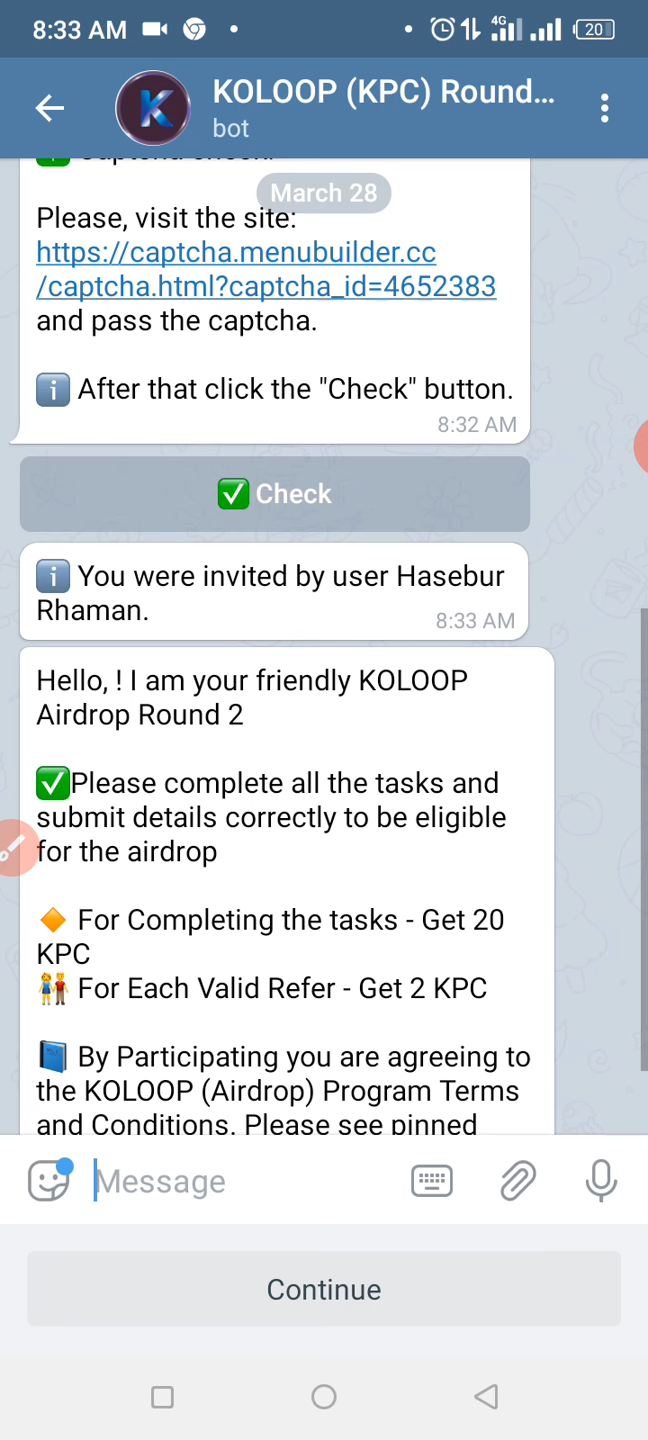 8:33 AM
4G
20
KOLOOP (KPC) Round...
bot
Captcha check!
March 28
Please, visit the site:
https://captcha.menubuilder.cc
/captcha.html?captcha_id=4652383
and pass the captcha.
After that click the "Check" button.
8:32 AM
Check
You were invited by user Hasebur
Rhaman.
8:33 AM
Hello, ! I am your friendly KOLOOP
Airdrop Round 2
Please complete all the tasks and
submit details correctly to be eligible
for the airdrop
For Completing the tasks - Get 20
KPC
For Each Valid Refer - Get 2 KPC
By Participating you are agreeing to
the KOLOOP (Airdrop) Program Terms
and Conditions. Please see pinned
Message
Continue